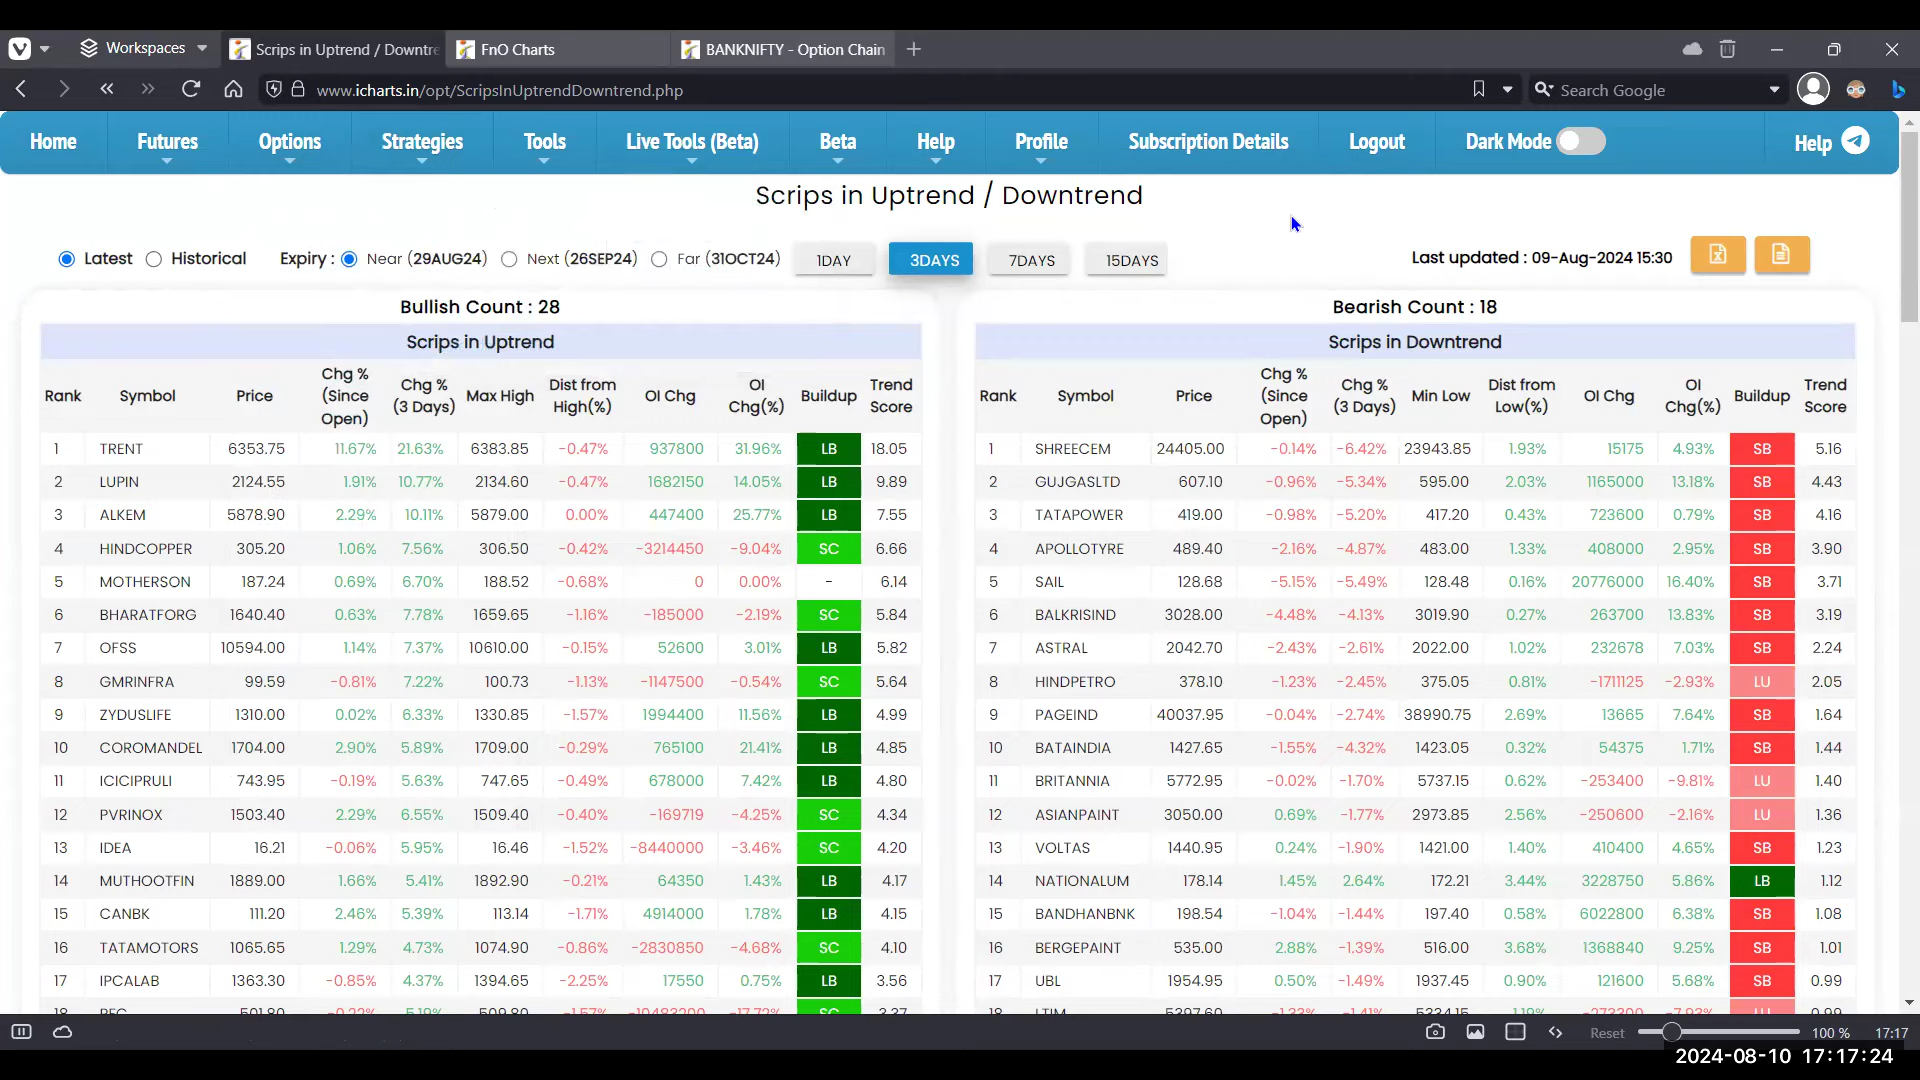 Workspaces
Scrips in Uptrend / Downtre
FnO Charts
BANKNIFTY - Option Chain
www.icharts.in/opt/ScripsInUptrendDowntrend.php
Search Google
Home Futures Options Strategies Tools Live Tools (Beta) Beta Help Profile Subscription Details Logout Dark Mode Help
Scrips in Uptrend / Downtrend
Latest Historical Expiry : Near (29AUG24) Next (26SEP24) Far (31OCT24) 1DAY 3DAYS 7DAYS 15DAYS Last updated : 09-Aug-2024 15:30
Bullish Count : 28
Scrips in Uptrend
Rank Symbol Price Chg % (Since Open) Chg % (3 Days) Max High Dist from High(%) OI Chg OI Chg(%) Buildup Trend Score
1 TRENT 6353.75 11.67% 21.63% 6383.85 -0.47% 937800 31.96% LB 18.05
2 LUPIN 2124.55 1.91% 10.77% 2134.60 -0.47% 1682150 14.05% LB 9.89
3 ALKEM 5878.90 2.29% 10.11% 5879.00 0.00% 447400 25.77% LB 7.55
4 HINDCOPPER 305.20 1.06% 7.56% 306.50 -0.42% -3214450 -9.04% SC 6.66
5 MOTHERSON 187.24 0.69% 6.70% 188.52 -0.68% 0 0.00% - 6.14
6 BHARATFORG 1640.40 0.63% 7.78% 1659.65 -1.16% -185000 -2.19% SC 5.84
7 OFSS 10594.00 1.14% 7.37% 10610.00 -0.15% 52600 3.01% LB 5.82
8 GMRINFRA 99.59 -0.81% 7.22% 100.73 -1.13% -1147500 -0.54% SC 5.64
9 ZYDUSLIFE 1310.00 0.02% 6.33% 1330.85 -1.57% 1994400 11.56% LB 4.99
10 COROMANDEL 1704.00 2.90% 5.89% 1709.00 -0.29% 765100 21.41% LB 4.85
11 ICICIPRULI 743.95 -0.19% 5.63% 747.65 -0.49% 678000 7.42% LB 4.80
12 PVRINOX 1503.40 2.29% 6.55% 1509.40 -0.40% -169719 -4.25% SC 4.34
13 IDEA 16.21 -0.06% 5.95% 16.46 -1.52% -8440000 -3.46% SC 4.20
14 MUTHOOTFIN 1889.00 1.66% 5.41% 1892.90 -0.21% 64350 1.43% LB 4.17
15 CANBK 111.20 2.46% 5.39% 113.14 -1.71% 4914000 1.78% LB 4.15
16 TATAMOTORS 1065.65 1.29% 4.73% 1074.90 -0.86% -2830850 -4.68% SC 4.10
17 IPCALAB 1363.30 -0.85% 4.37% 1394.65 -2.25% 17550 0.75% LB 3.56
Bearish Count : 18
Scrips in Downtrend
Rank Symbol Price Chg % (Since Open) Chg % (3 Days) Min Low Dist from Low(%) OI Chg OI Chg(%) Buildup Trend Score
1 SHREECEM 24405.00 -0.14% -6.42% 23943.85 1.93% 15175 4.93% SB 5.16
2 GUJGASLTD 607.10 -0.96% -5.34% 595.00 2.03% 1165000 13.18% SB 4.43
3 TATAPOWER 419.00 -0.98% -5.20% 417.20 0.43% 723600 0.79% SB 4.16
4 APOLLOTYRE 489.40 -2.16% -4.87% 483.00 1.33% 408000 2.95% SB 3.90
5 SAIL 128.68 -5.15% -5.49% 128.48 0.16% 20776000 16.40% SB 3.71
6 BALKRISIND 3028.00 -4.48% -4.13% 3019.90 0.27% 263700 13.83% SB 3.19
7 ASTRAL 2042.70 -2.43% -2.61% 2022.00 1.02% 232678 7.03% SB 2.24
8 HINDPETRO 378.10 -1.23% -2.45% 375.05 0.81% -1711125 -2.93% LU 2.05
9 PAGEIND 40037.95 -0.04% -2.74% 38990.75 2.69% 13665 7.64% SB 1.64
10 BATAINDIA 1427.65 -1.55% -4.32% 1423.05 0.32% 54375 1.71% SB 1.44
11 BRITANNIA 5772.95 -0.02% -1.70% 5737.15 0.62% -253400 -9.81% LU 1.40
12 ASIANPAINT 3050.00 0.69% -1.77% 2973.85 2.56% -250600 -2.16% LU 1.36
13 VOLTAS 1440.95 0.24% -1.90% 1421.00 1.40% 410400 4.65% SB 1.23
14 NATIONALUM 178.14 1.45% 2.64% 172.21 3.44% 3228750 5.86% LB 1.12
15 BANDHANBNK 198.54 -1.04% -1.44% 197.40 0.58% 6022800 6.38% SB 1.08
16 BERGEPAINT 535.00 2.88% -1.39% 516.00 3.68% 1368840 9.25% SB 1.01
17 UBL 1954.95 0.50% -1.49% 1937.45 0.90% 121600 5.68% SB 0.99
Reset 100 % 17:17
2024-08-10 17:17:24